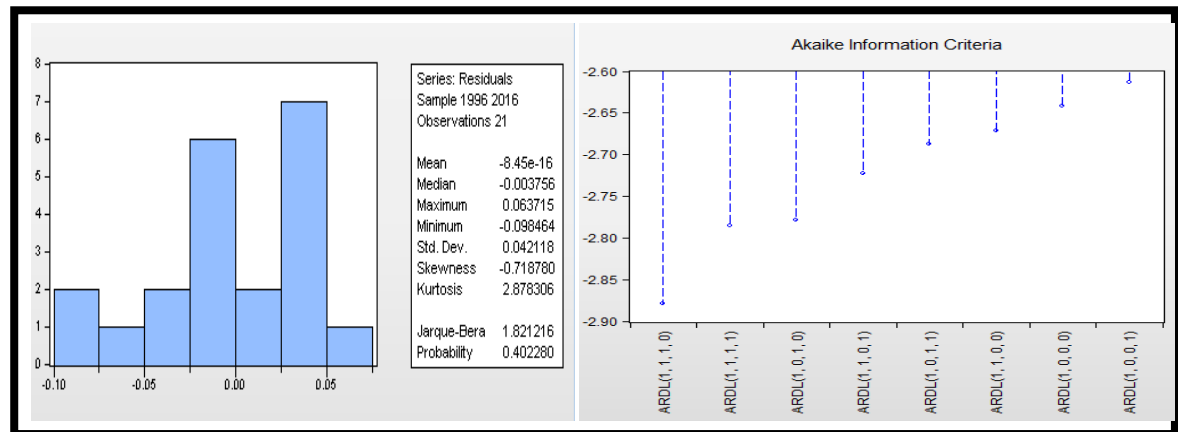 8
7
6
5
4
3
2
1
0
-0.10 -0.05 0.00 0.05
Series: Residuals
Sample 1996 2016
Observations 21
Mean -8.45e-16
Median -0.003756
Maximum 0.063715
Minimum -0.098464
Std. Dev. 0.042118
Skewness -0.718780
Kurtosis 2.878306
Jarque-Bera 1.821216
Probability 0.402280
Akaike Information Criteria
-2.60
-2.65
-2.70
-2.75
-2.80
-2.85
-2.90
ARDL(1, 1, 1, 0)
ARDL(1, 1, 1, 1)
ARDL(1, 0, 1, 0)
ARDL(1, 1, 0, 1)
ARDL(1, 0, 1, 1)
ARDL(1, 1, 0, 0)
ARDL(1, 0, 0, 0)
ARDL(1, 0, 0, 1)